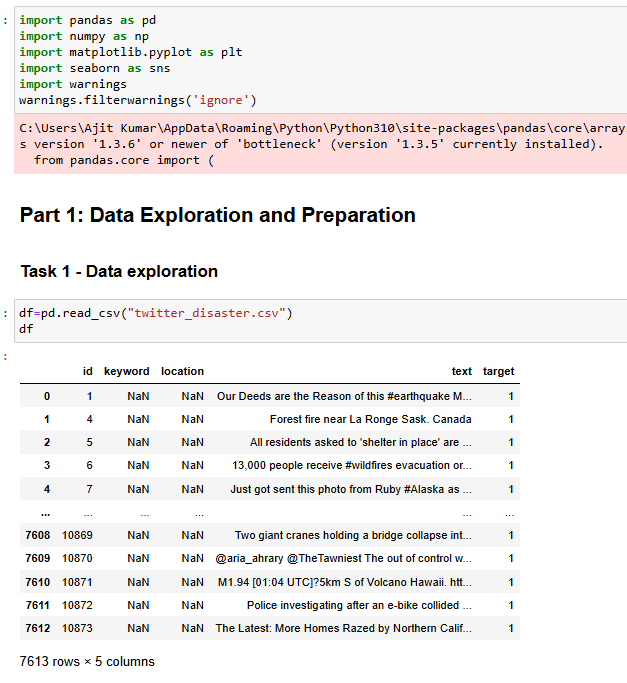 :
import pandas as pd
import numpy as np
import matplotlib.pyplot as plt
import seaborn as sns
import warnings
warnings.filterwarnings('ignore')
C:\Users\Ajit Kumar\AppData\Roaming\Python\Python310\site-packages\pandas\core\array
s version '1.3.6' or newer of 'bottleneck' (version '1.3.5' currently installed).
from pandas.core import (
Part 1: Data Exploration and Preparation
Task 1 - Data exploration
:
df=pd.read_csv("twitter_disaster.csv")
df
:
id keyword location text target
0 1 NaN NaN Our Deeds are the Reason of this #earthquake M... 1
1 4 NaN NaN Forest fire near La Ronge Sask. Canada 1
2 5 NaN NaN All residents asked to 'shelter in place' are ... 1
3 6 NaN NaN 13,000 people receive #wildfires evacuation or... 1
4 7 NaN NaN Just got sent this photo from Ruby #Alaska as ... 1
... ... ... ... ... ...
7608 10869 NaN NaN Two giant cranes holding a bridge collapse int... 1
7609 10870 NaN NaN @aria_ahrary @TheTawniest The out of control w... 1
7610 10871 NaN NaN M1.94 [01:04 UTC]?5km S of Volcano Hawaii. htt... 1
7611 10872 NaN NaN Police investigating after an e-bike collided ... 1
7612 10873 NaN NaN The Latest: More Homes Razed by Northern Calif... 1
7613 rows × 5 columns